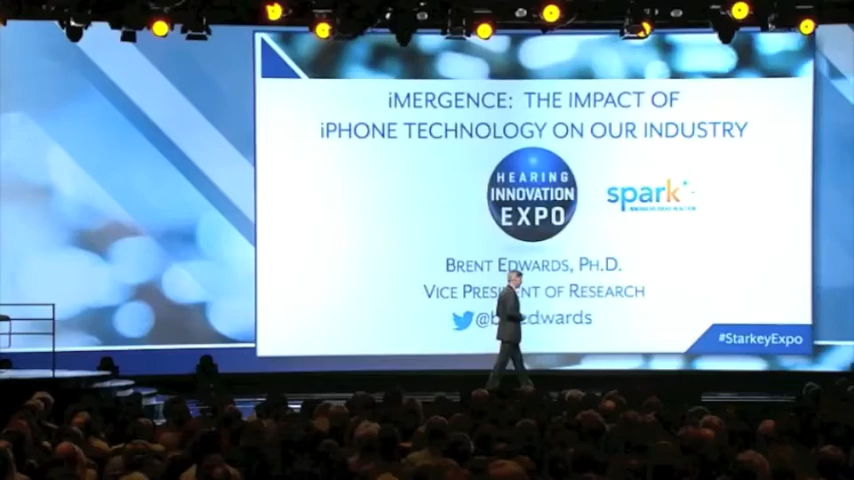 iMERGENCE: THE IMPACT OF
iPHONE TECHNOLOGY ON OUR INDUSTRY
HEARING
INNOVATION
EXPO
spark
BRENT EDWARDS, PH.D.
VICE OF RESEARCH
#StarkeyExpo